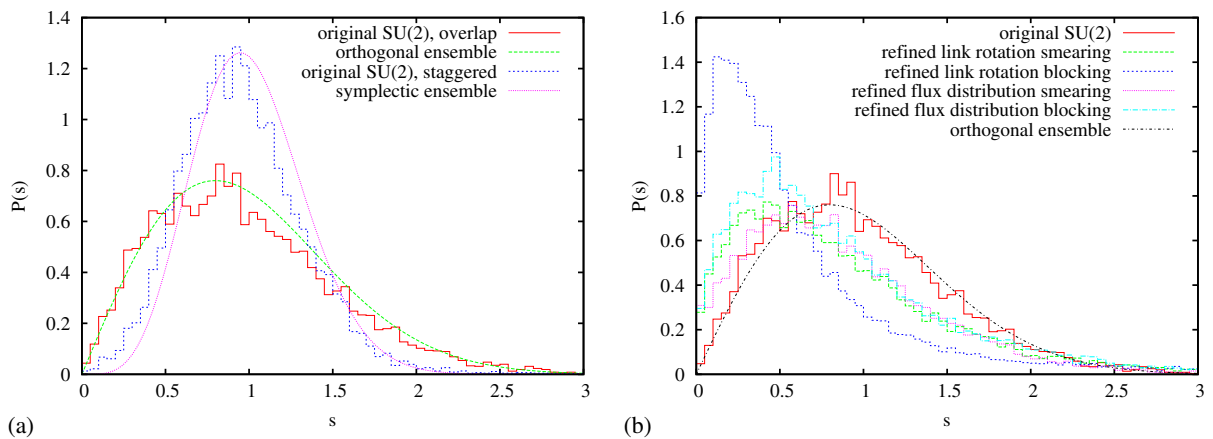 original SU(2), overlap
orthogonal ensemble
original SU(2), staggered
symplectic ensemble
P(s)
1.4
1.2
1
0.8
0.6
0.4
0.2
0
0 0.5 1 1.5 2 2.5 3
s
(a)
original SU(2)
refined link rotation smearing
refined link rotation blocking
refined flux distribution smearing
refined flux distribution blocking
orthogonal ensemble
P(s)
1.6
1.4
1.2
1
0.8
0.6
0.4
0.2
0
0 0.5 1 1.5 2 2.5 3
s
(b)